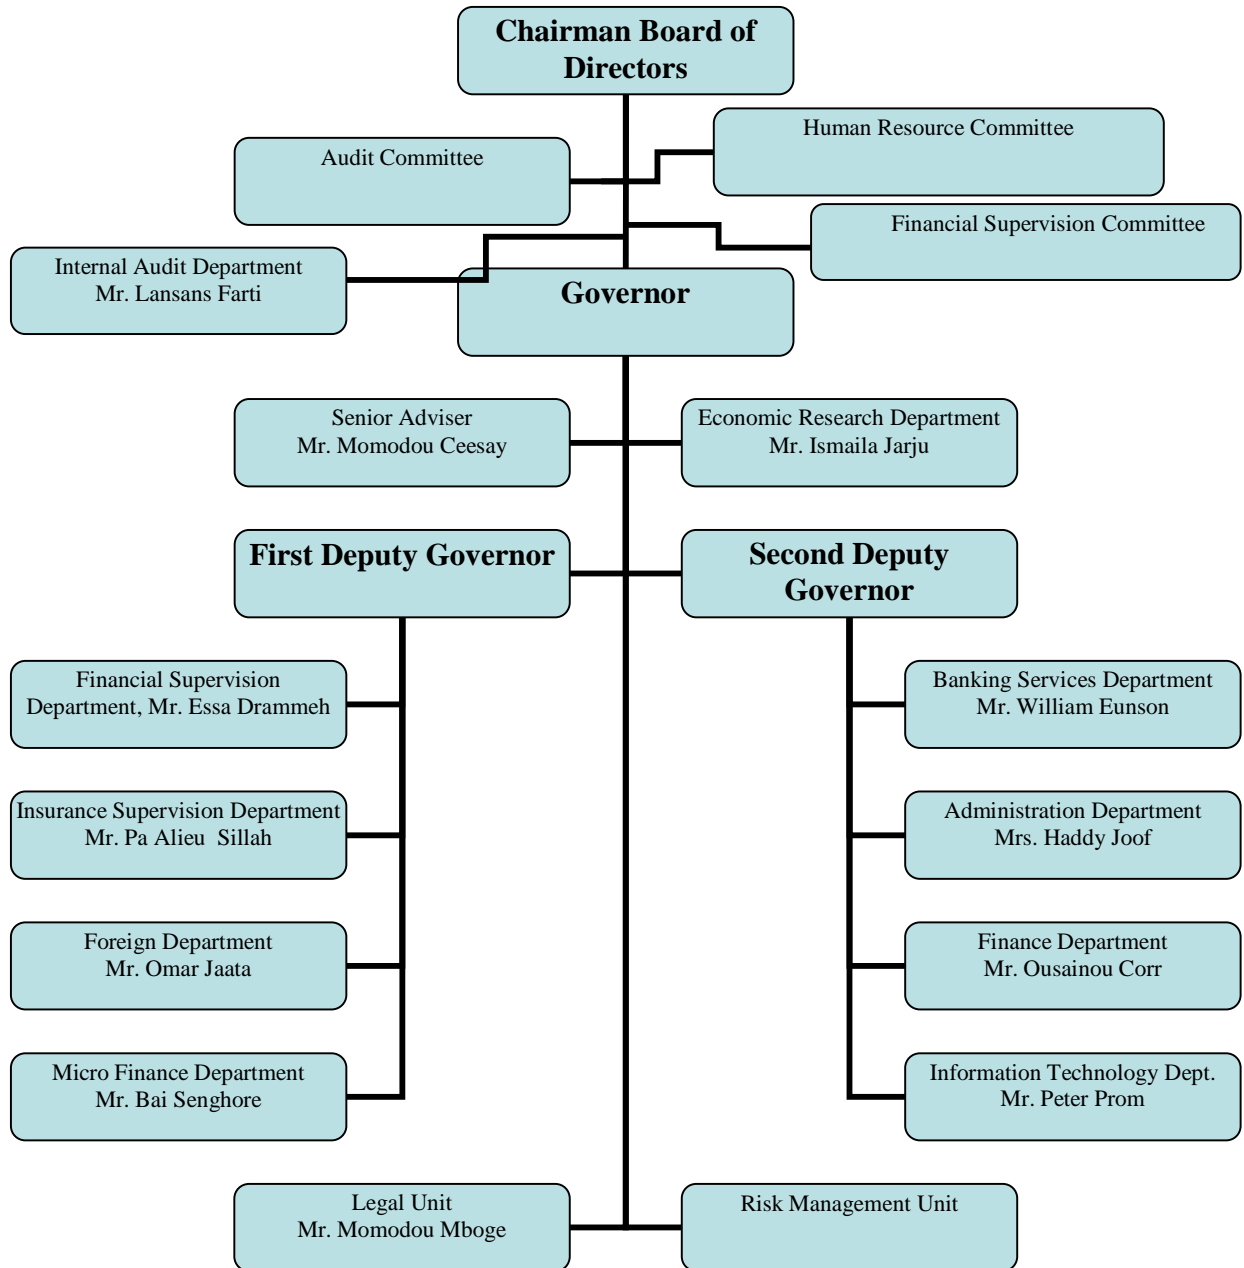 Chairman Board of
Directors
Human Resource Committee
Audit Committee
Financial Supervision Committee
Internal Audit Department
Mr. Lansans Farti
Governor
Senior Adviser
Mr. Momodou Ceesay
Economic Research Department
Mr. Ismaila Jarju
First Deputy Governor
Second Deputy
Governor
Financial Supervision
Department, Mr. Essa Drammeh
Banking Services Department
Mr. William Eunson
Insurance Supervision Department
Mr. Pa Alieu  Sillah
Administration Department
Mrs. Haddy Joof
Foreign Department
Mr. Omar Jaata
Finance Department
Mr. Ousainou Corr
Micro Finance Department
Mr. Bai Senghore
Information Technology Dept.
Mr. Peter Prom
Legal Unit
Mr. Momodou Mboge
Risk Management Unit